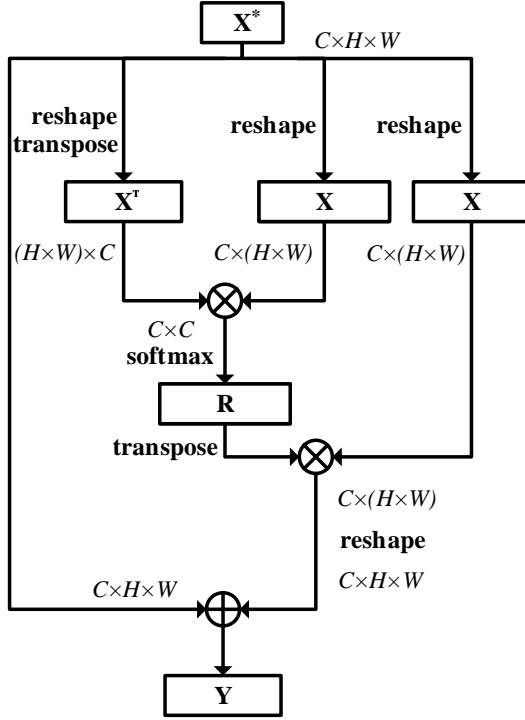 X*
C×H×W
reshape
transpose
reshape
reshape
Xᵀ
X
X
(H×W)×C
C×(H×W)
C×(H×W)
C×C
softmax
R
transpose
C×(H×W)
reshape
C×H×W
C×H×W
Y